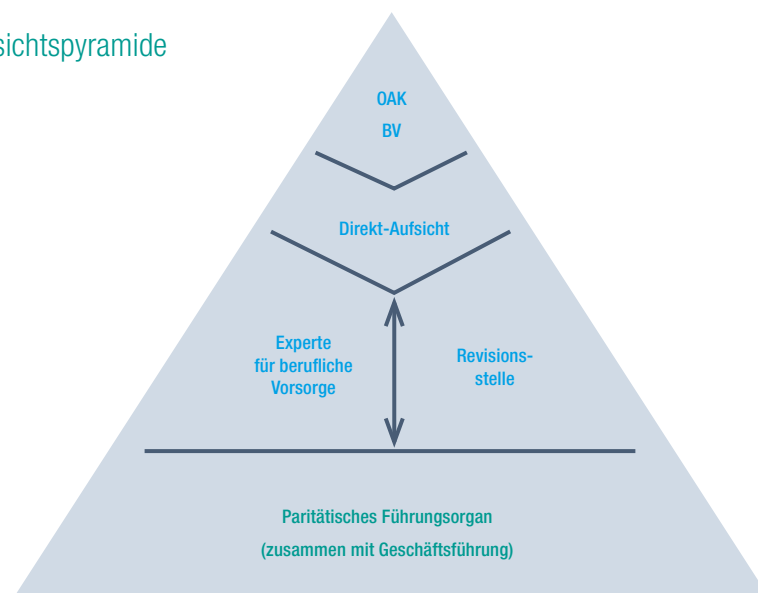 sichtspyramide
OAK
BV
Direkt-Aufsicht
Experte
für berufliche
Vorsorge
Revisions-
stelle
Paritätisches Führungsorgan
(zusammen mit Geschäftsführung)